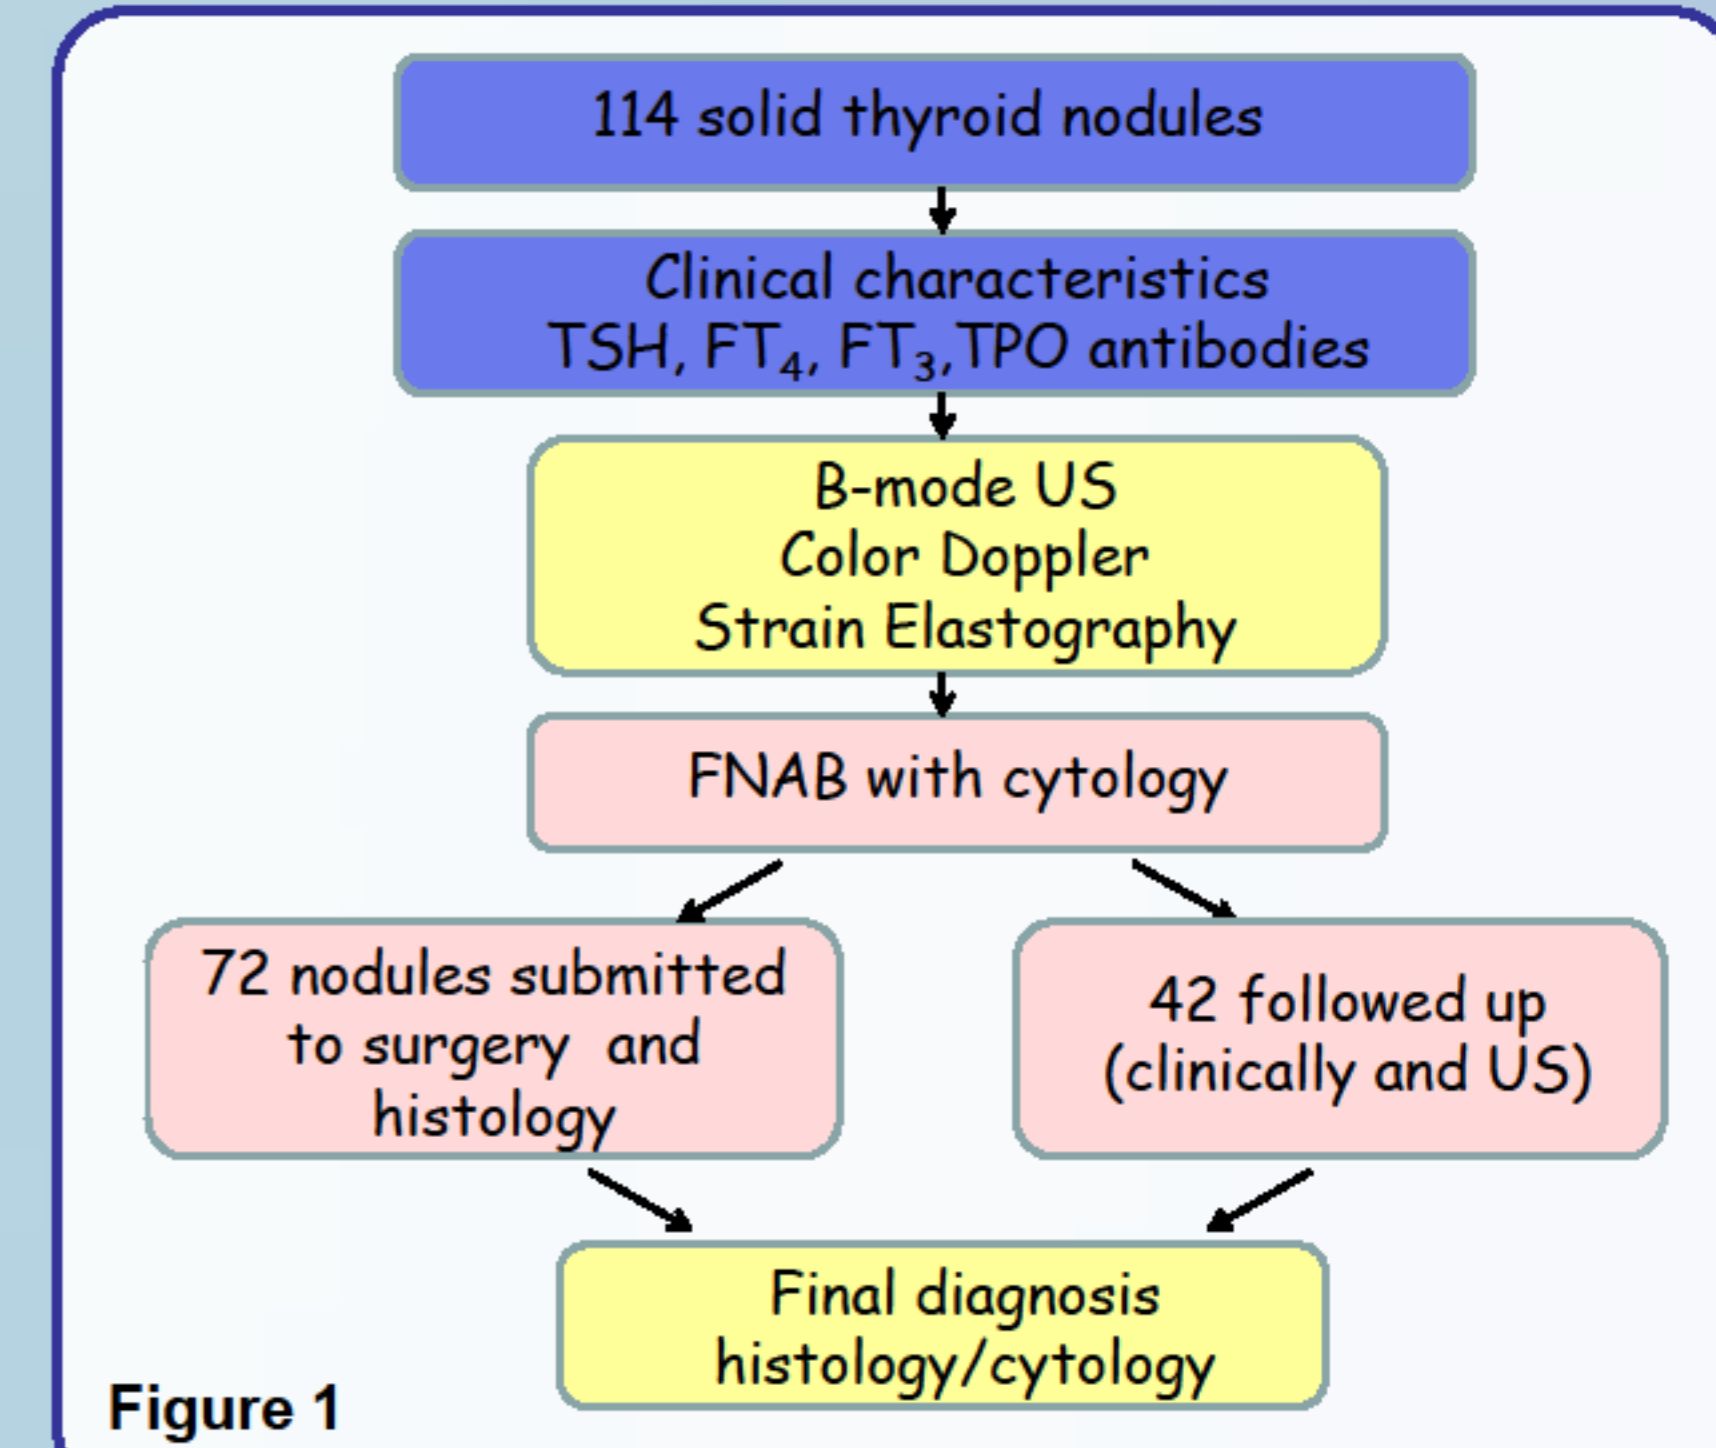 114 solid thyroid nodules
Clinical characteristics
TSH, FT₄, FT₃,TPO antibodies
B-mode US
Color Doppler
Strain Elastography
FNAB with cytology
72 nodules submitted
to surgery  and
histology
42 followed up
(clinically and US)
Final diagnosis
histology/cytology
Figure 1